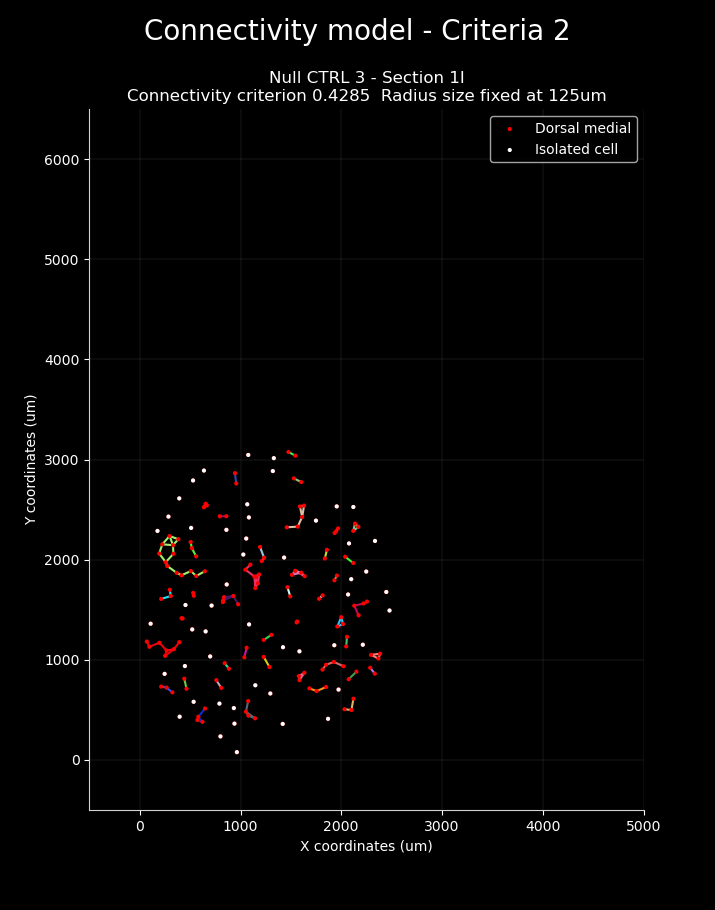 Connectivity model - Criteria 2
Null CTRL 3 - Section 1l
Connectivity criterion 0.4285  Radius size fixed at 125um
Dorsal medial
Isolated cell
6000
5000
4000
3000
2000
1000
0
Y coordinates (um)
0 1000 2000 3000 4000 5000
X coordinates (um)